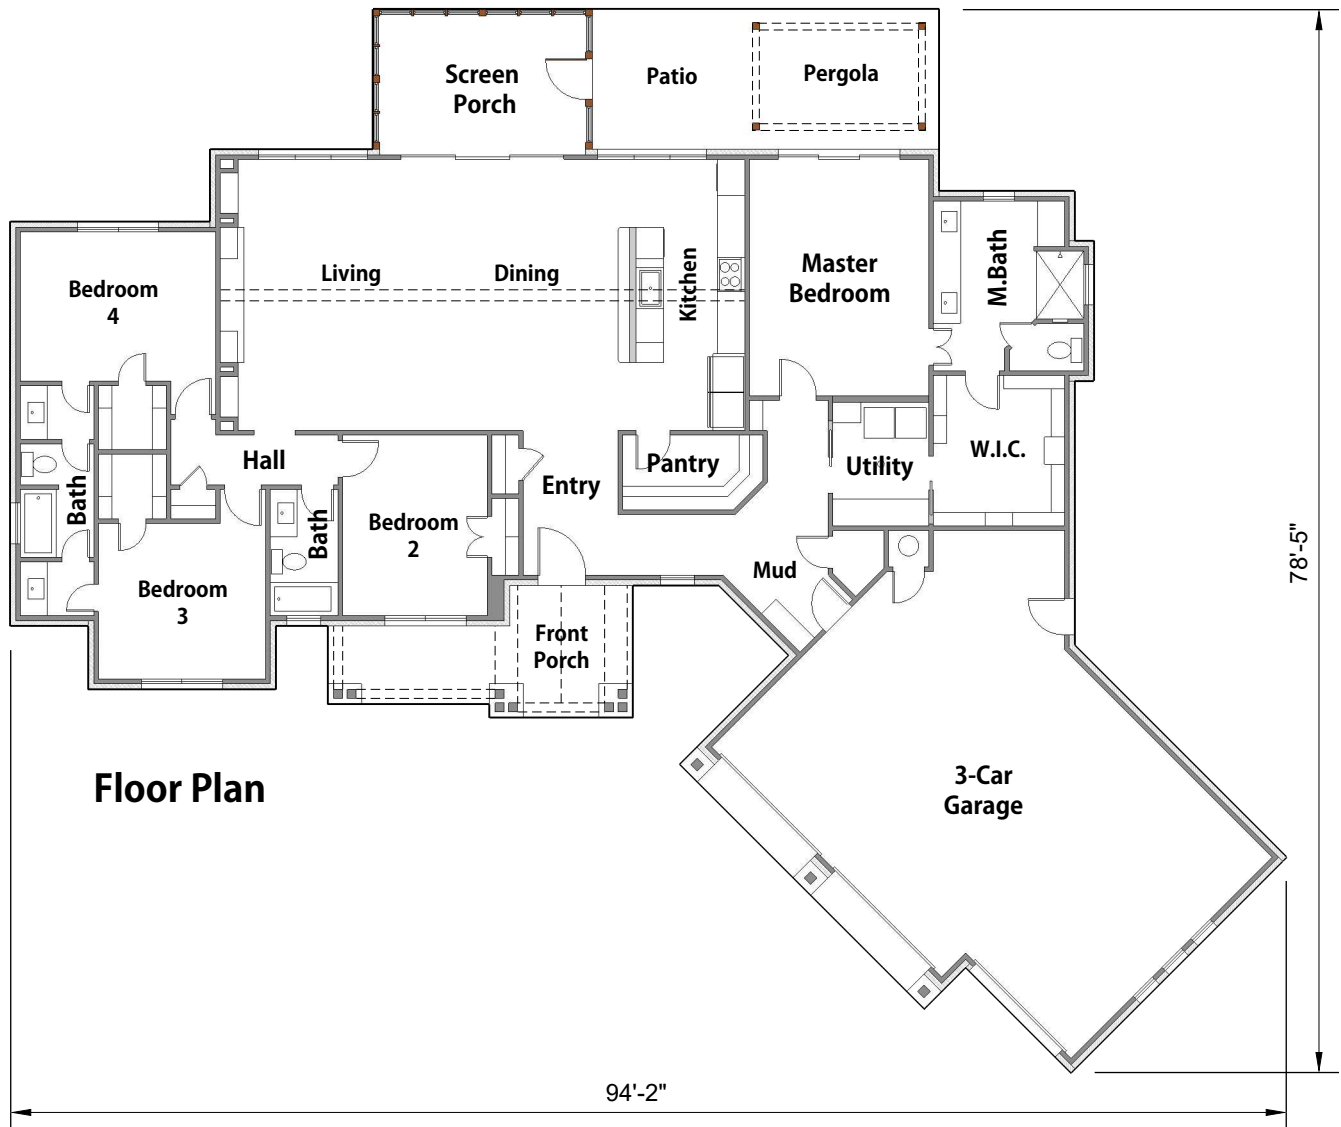 Screen
Porch
Patio
Pergola
Living
Dining
Kitchen
Master
Bedroom
M.Bath
Bedroom
4
Hall
Entry
Pantry
Utility
W.I.C.
Bath
Bath
Bedroom
2
Bedroom
3
Mud
Front
Porch
3-Car
Garage
Floor Plan
78'-5"
94'-2"